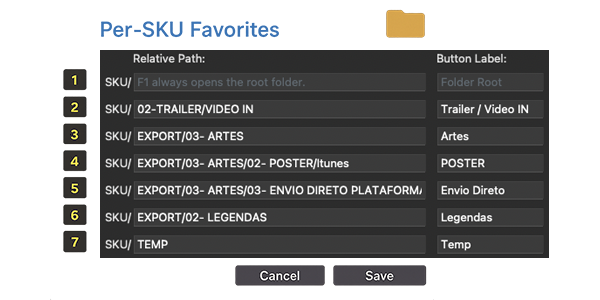 Per-SKU Favorites
Relative Path: Button Label:
1 SKU/ F1 always opens the root folder. Folder Root
2 SKU/ 02-TRAILER/VIDEO IN Trailer / Video IN
3 SKU/ EXPORT/03- ARTES Artes
4 SKU/ EXPORT/03- ARTES/02- POSTER/Itunes POSTER
5 SKU/ EXPORT/03- ARTES/03- ENVIO DIRETO PLATAFORMA Envio Direto
6 SKU/ EXPORT/02- LEGENDAS Legendas
7 SKU/ TEMP Temp
Cancel Save